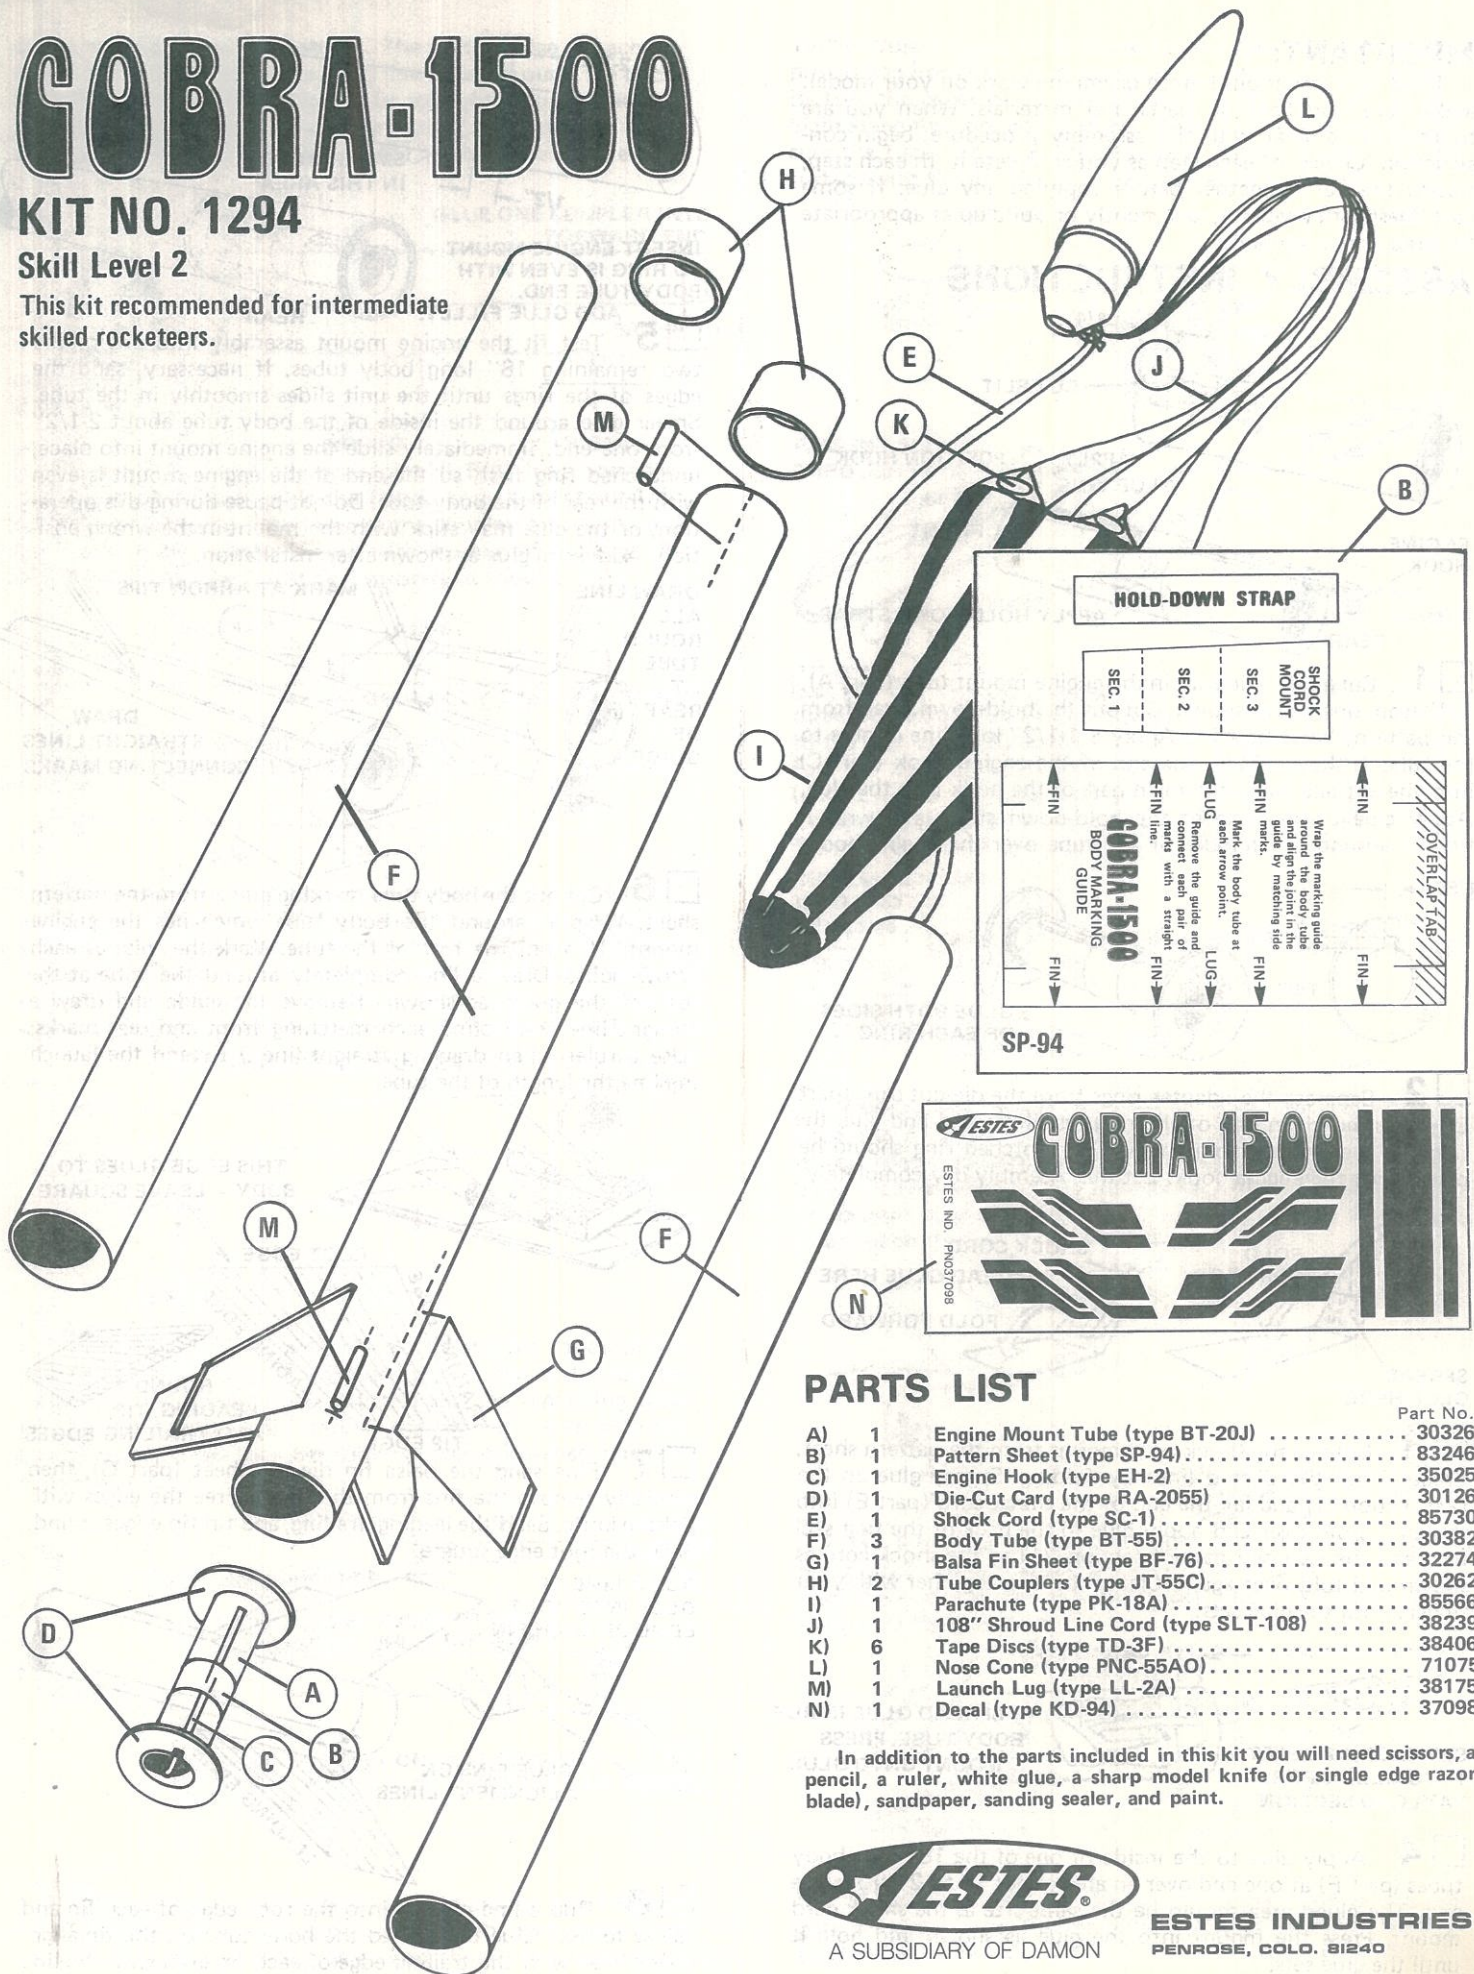 COBRA-1500
KIT NO. 1294
Skill Level 2
This kit recommended for intermediate
skilled rocketeers.
L
H
E
J
K
M
B
I
F
HOLD-DOWN STRAP
SHOCK
CORD
MOUNT
SEC. 3
SEC. 2
SEC. 1
OVERLAP TAB
FIN
FIN
Wrap the marking guide
around the body tube
and align the joint in the
guide by matching side
marks.
FIN
FIN
Mark the body tube at
each arrow point.
LUG
LUG
Remove the guide and
connect each pair of
marks with a straight
line.
FIN
FIN
COBRA-1500
BODY MARKING
GUIDE
FIN
FIN
SP-94
ESTES
COBRA-1500
ESTES IND. PN037098
M
F
N
M
G
D
A
B
C
PARTS LIST
Part No.
A) 1 Engine Mount Tube (type BT-20J) ............ 30326
B) 1 Pattern Sheet (type SP-94) .................. 83246
C) 1 Engine Hook (type EH-2) .................... 35025
D) 1 Die-Cut Card (type RA-2055) ................ 30126
E) 1 Shock Cord (type SC-1) ..................... 85730
F) 3 Body Tube (type BT-55) ..................... 30382
G) 1 Balsa Fin Sheet (type BF-76) ................ 32274
H) 2 Tube Couplers (type JT-55C) ................ 30262
I) 1 Parachute (type PK-18A) .................... 85566
J) 1 108" Shroud Line Cord (type SLT-108) ........ 38239
K) 6 Tape Discs (type TD-3F) .................... 38406
L) 1 Nose Cone (type PNC-55AO) ................. 71075
M) 1 Launch Lug (type LL-2A) .................... 38175
N) 1 Decal (type KD-94) ......................... 37098
In addition to the parts included in this kit you will need scissors, a
pencil, a ruler, white glue, a sharp model knife (or single edge razor
blade), sandpaper, sanding sealer, and paint.
ESTES®
A SUBSIDIARY OF DAMON
ESTES INDUSTRIES
PENROSE, COLO. 81240